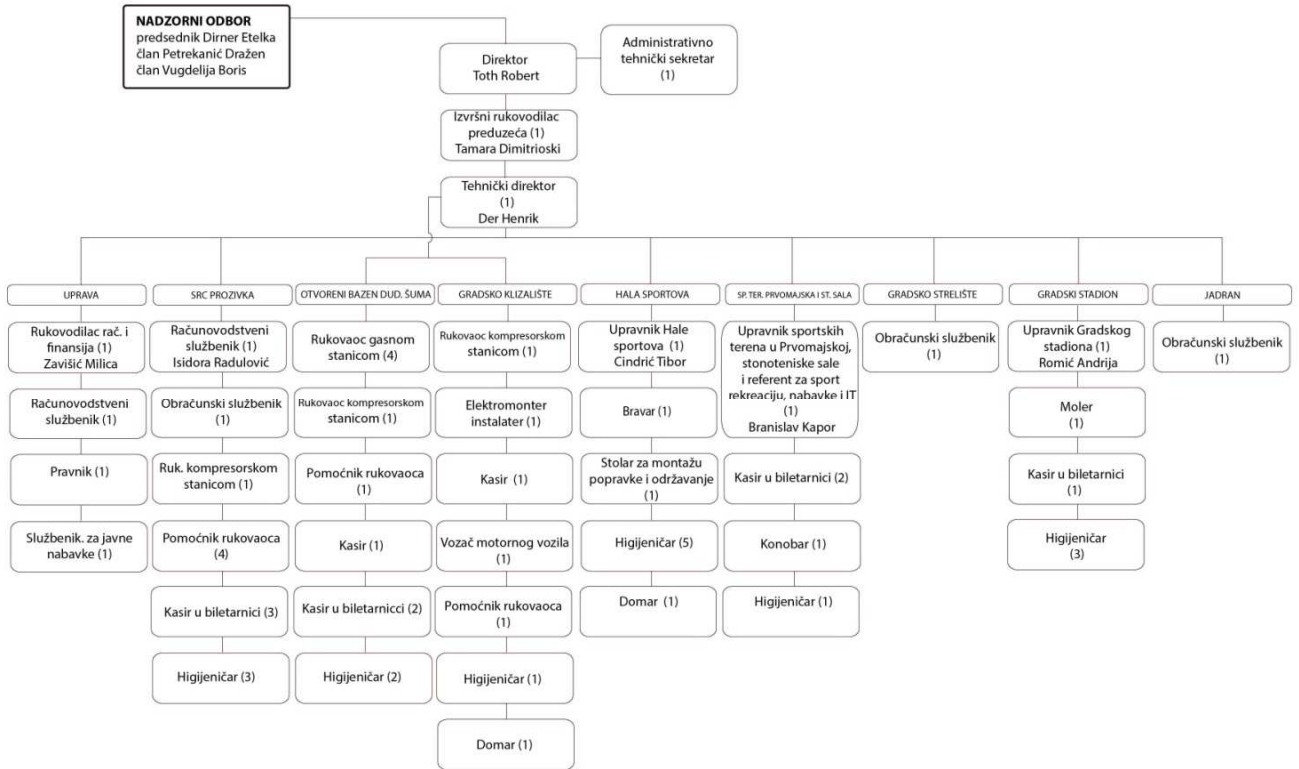 NADZORNI ODBOR
predsednik Dirner Etelka
član Petrekanić Dražen
član Vugdelija Boris
Direktor
Toth Robert
Administrativno
tehnički sekretar
(1)
Izvršni rukovodilac
preduzeća (1)
Tamara Dimitrioski
Tehnički direktor
(1)
Der Henrik
UPRAVA
Rukovodilac rač. i
finansija (1)
Zavišić Milica
Računovodstveni
službenik (1)
Pravnik (1)
Službenik. za javne
nabavke (1)
SRC PROZIVKA
Računovodstveni
službenik (1)
Isidora Radulović
Obračunski službenik
(1)
Ruk. kompresorskom
stanicom (1)
Pomoćnik rukovaoca
(4)
Kasir u biletarnici (3)
Higijeničar (3)
OTVORENI BAZEN DUD. ŠUMA
Rukovaoc gasnom
stanicom (4)
Rukovaoc kompresorskom
stanicom (1)
Pomoćnik rukovaoca
(1)
Kasir (1)
Kasir u biletarnicci (2)
Higijeničar (2)
GRADSKO KLIZALIŠTE
Rukovaoc kompresorskom
stanicom (1)
Elektromonter
instalater (1)
Kasir (1)
Vozač motornog vozila
(1)
Pomoćnik rukovaoca
(1)
Higijeničar (1)
Domar (1)
HALA SPORTOVA
Upravnik Hale
sportova (1)
Cindrić Tibor
Bravar (1)
Stolar za montažu
popravke i održavanje
(1)
Higijeničar (5)
Domar (1)
SP. TER. PRVOMAJSKA I ST. SALA
Upravnik sportskih
terena u Prvomajskoj,
stonoteniske sale
i referent za sport
rekreaciju, nabavke i IT
(1)
Branislav Kapor
Kasir u biletarnici (2)
Konobar (1)
Higijeničar (1)
GRADSKO STRELIŠTE
Obračunski službenik
(1)
GRADSKI STADION
Upravnik Gradskog
stadiona (1)
Romić Andrija
Moler
(1)
Kasir u biletarnici
(1)
Higijeničar
(3)
JADRAN
Obračunski službenik
(1)